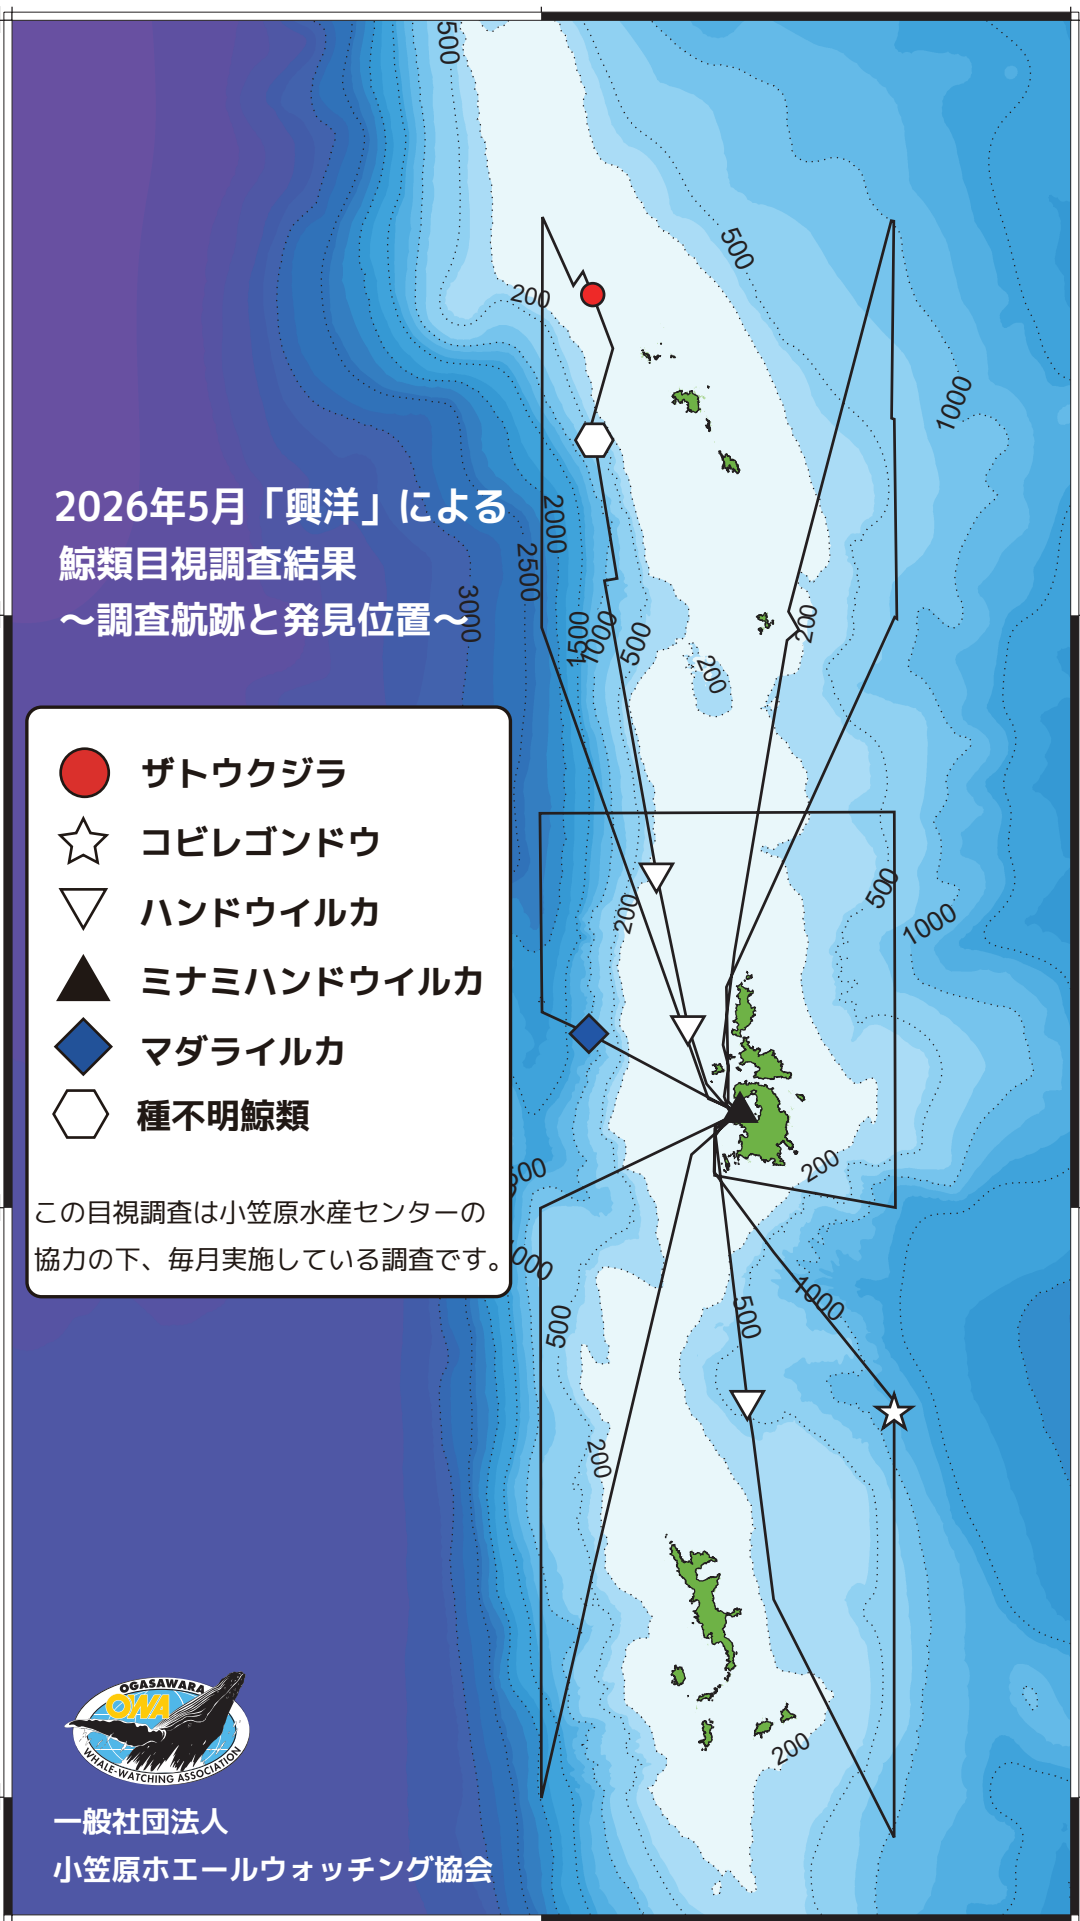 500
500
200
1000
2026年5月「興洋」による
鯨類目視調査結果
～調査航跡と発見位置～
2000
2500
3000
1500
1000
500
200
200
ザトウクジラ
コビレゴンドウ
ハンドウイルカ
ミナミハンドウイルカ
マダライルカ
種不明鯨類
この目視調査は小笠原水産センターの
協力の下、毎月実施している調査です。
200
500
1000
200
500
1000
500
1000
200
200
OGASAWARA
OWA
WHALE-WATCHING ASSOCIATION
200
一般社団法人
小笠原ホエールウォッチング協会